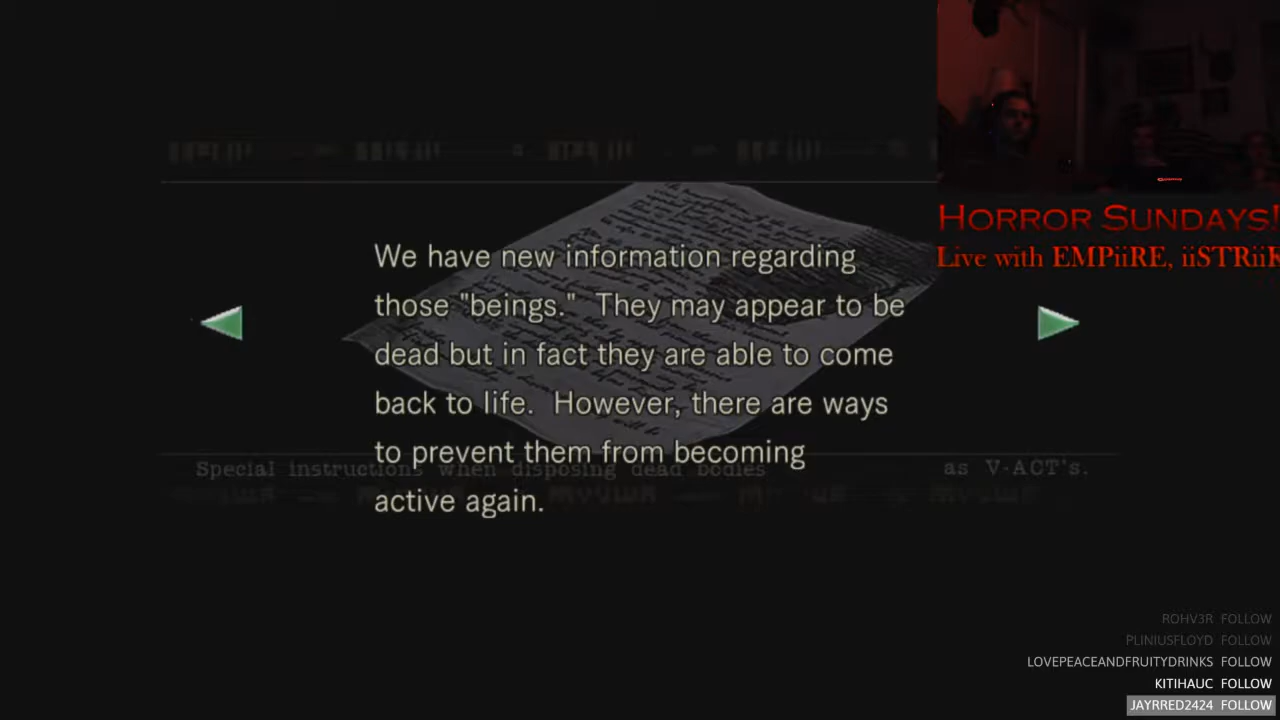 HORROR SUNDAYS!
Live with EMPiiRE, iiSTRiiK
We have new information regarding
those "beings." They may appear to be
dead but in fact they are able to come
back to life. However, there are ways
to prevent them from becoming
active again.
Special instructions when disposing dead bodies as V-ACT's.
ROHV3R FOLLOW
PLINIUSFLOYD FOLLOW
LOVEPEACEANDFRUITYDRINKS FOLLOW
KITIHAUC FOLLOW
JAYRRED2424 FOLLOW